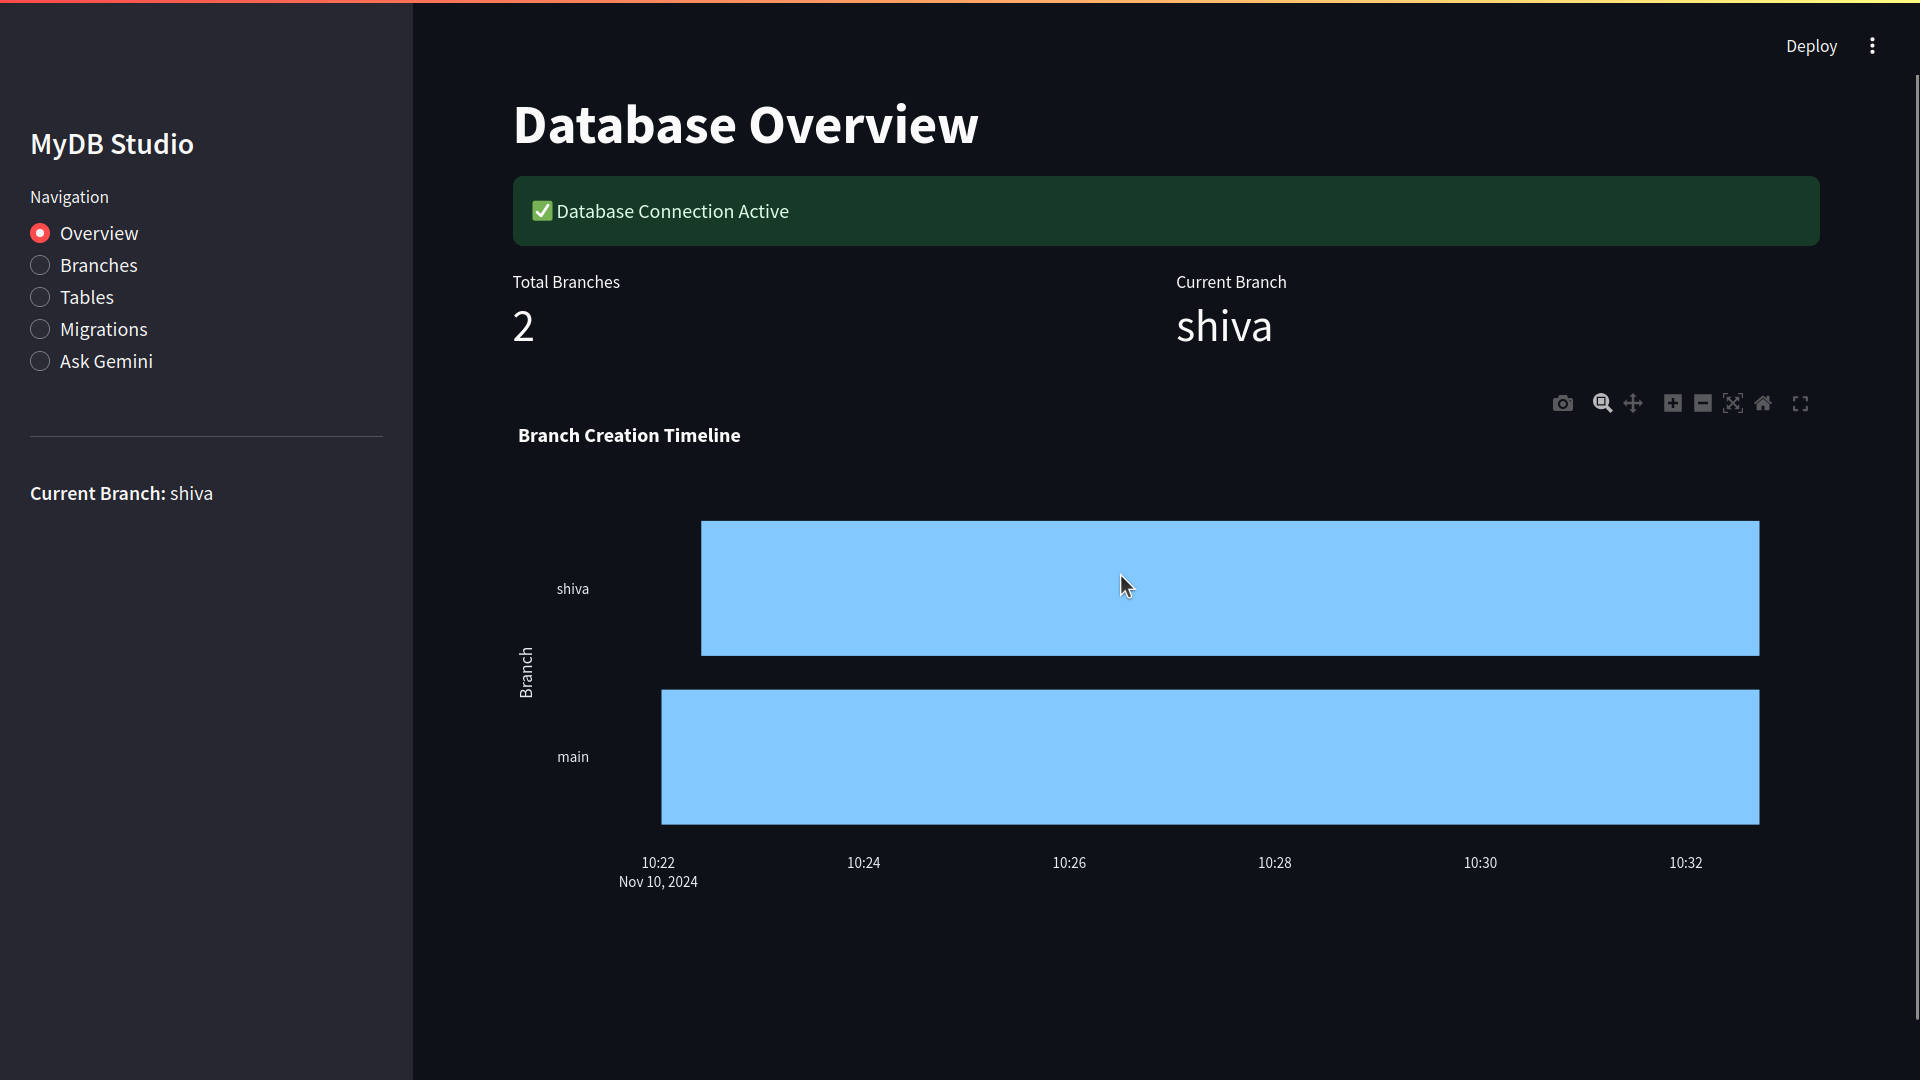 Deploy
MyDB Studio
Navigation
Overview
Branches
Tables
Migrations
Ask Gemini
Current Branch: shiva
Database Overview
✅ Database Connection Active
Total Branches
2
Current Branch
shiva
Branch Creation Timeline
shiva
main
Branch
10:22 10:24 10:26 10:28 10:30 10:32
Nov 10, 2024